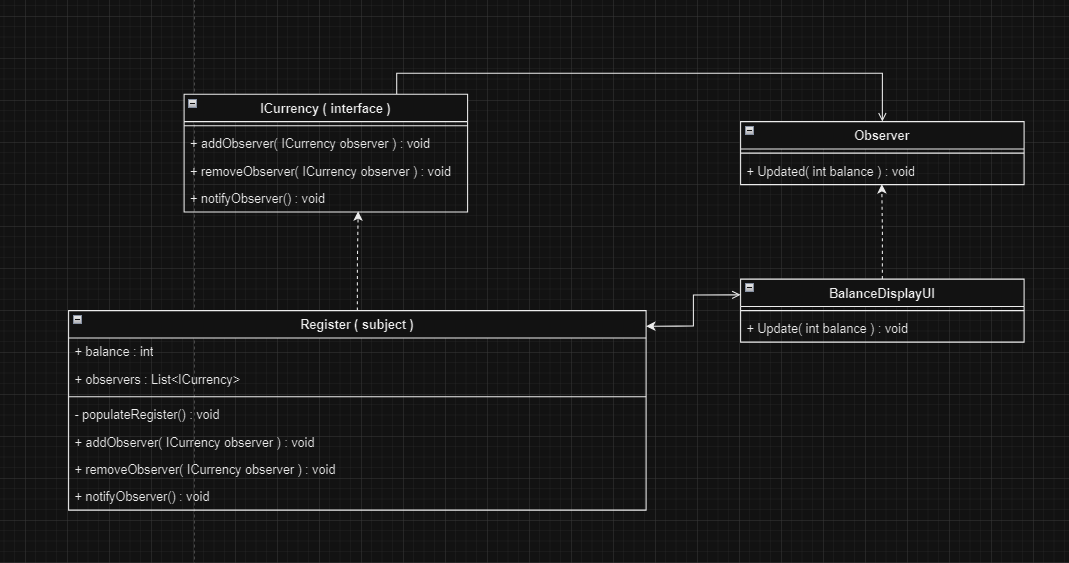 ICurrency ( interface )
+ addObserver( ICurrency observer ) : void
+ removeObserver( ICurrency observer ) : void
+ notifyObserver() : void
Observer
+ Updated( int balance ) : void
BalanceDisplayUI
+ Update( int balance ) : void
Register ( subject )
+ balance : int
+ observers : List<ICurrency>
- populateRegister() : void
+ addObserver( ICurrency observer ) : void
+ removeObserver( ICurrency observer ) : void
+ notifyObserver() : void